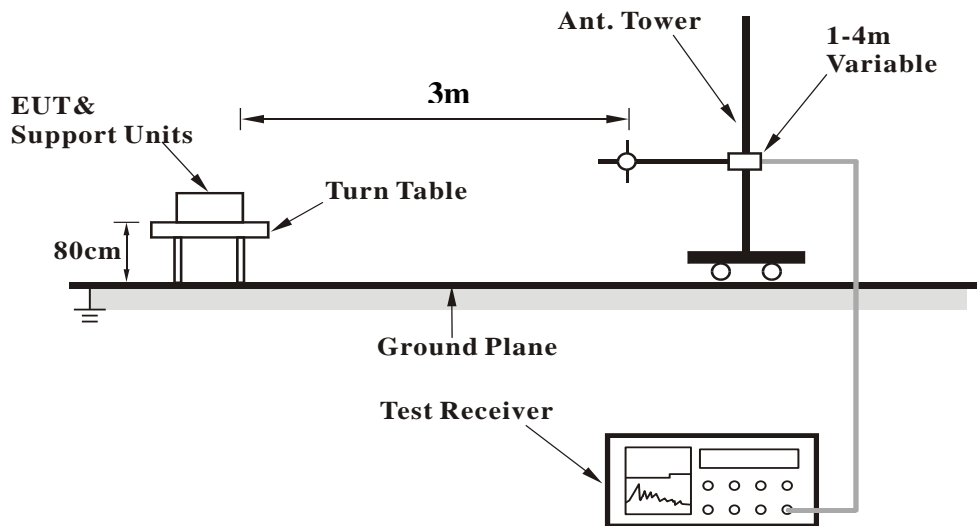 Ant. Tower
1-4m
Variable
3m
EUT&
Support Units
Turn Table
80cm
Ground Plane
Test Receiver